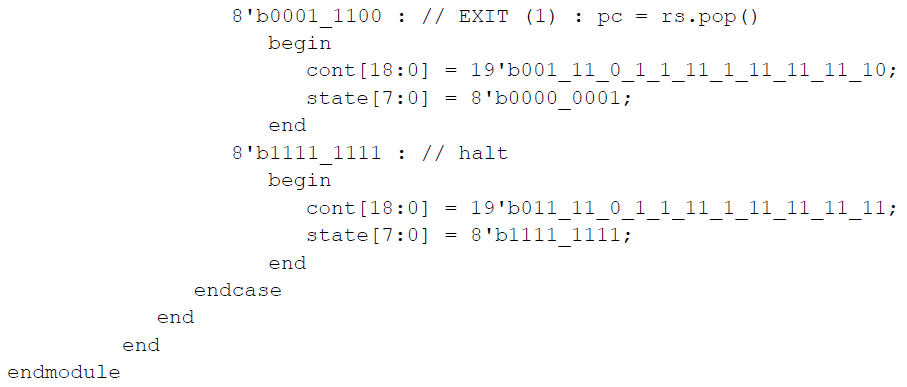 8'b0001_1100 : // EXIT (1) : pc = rs.pop()
begin
cont[18:0] = 19'b001_11_0_1_1_11_1_11_11_11_10;
state[7:0] = 8'b0000_0001;
end
8'b1111_1111 : // halt
begin
cont[18:0] = 19'b011_11_0_1_1_11_1_11_11_11_11;
state[7:0] = 8'b1111_1111;
end
endcase
end
end
endmodule